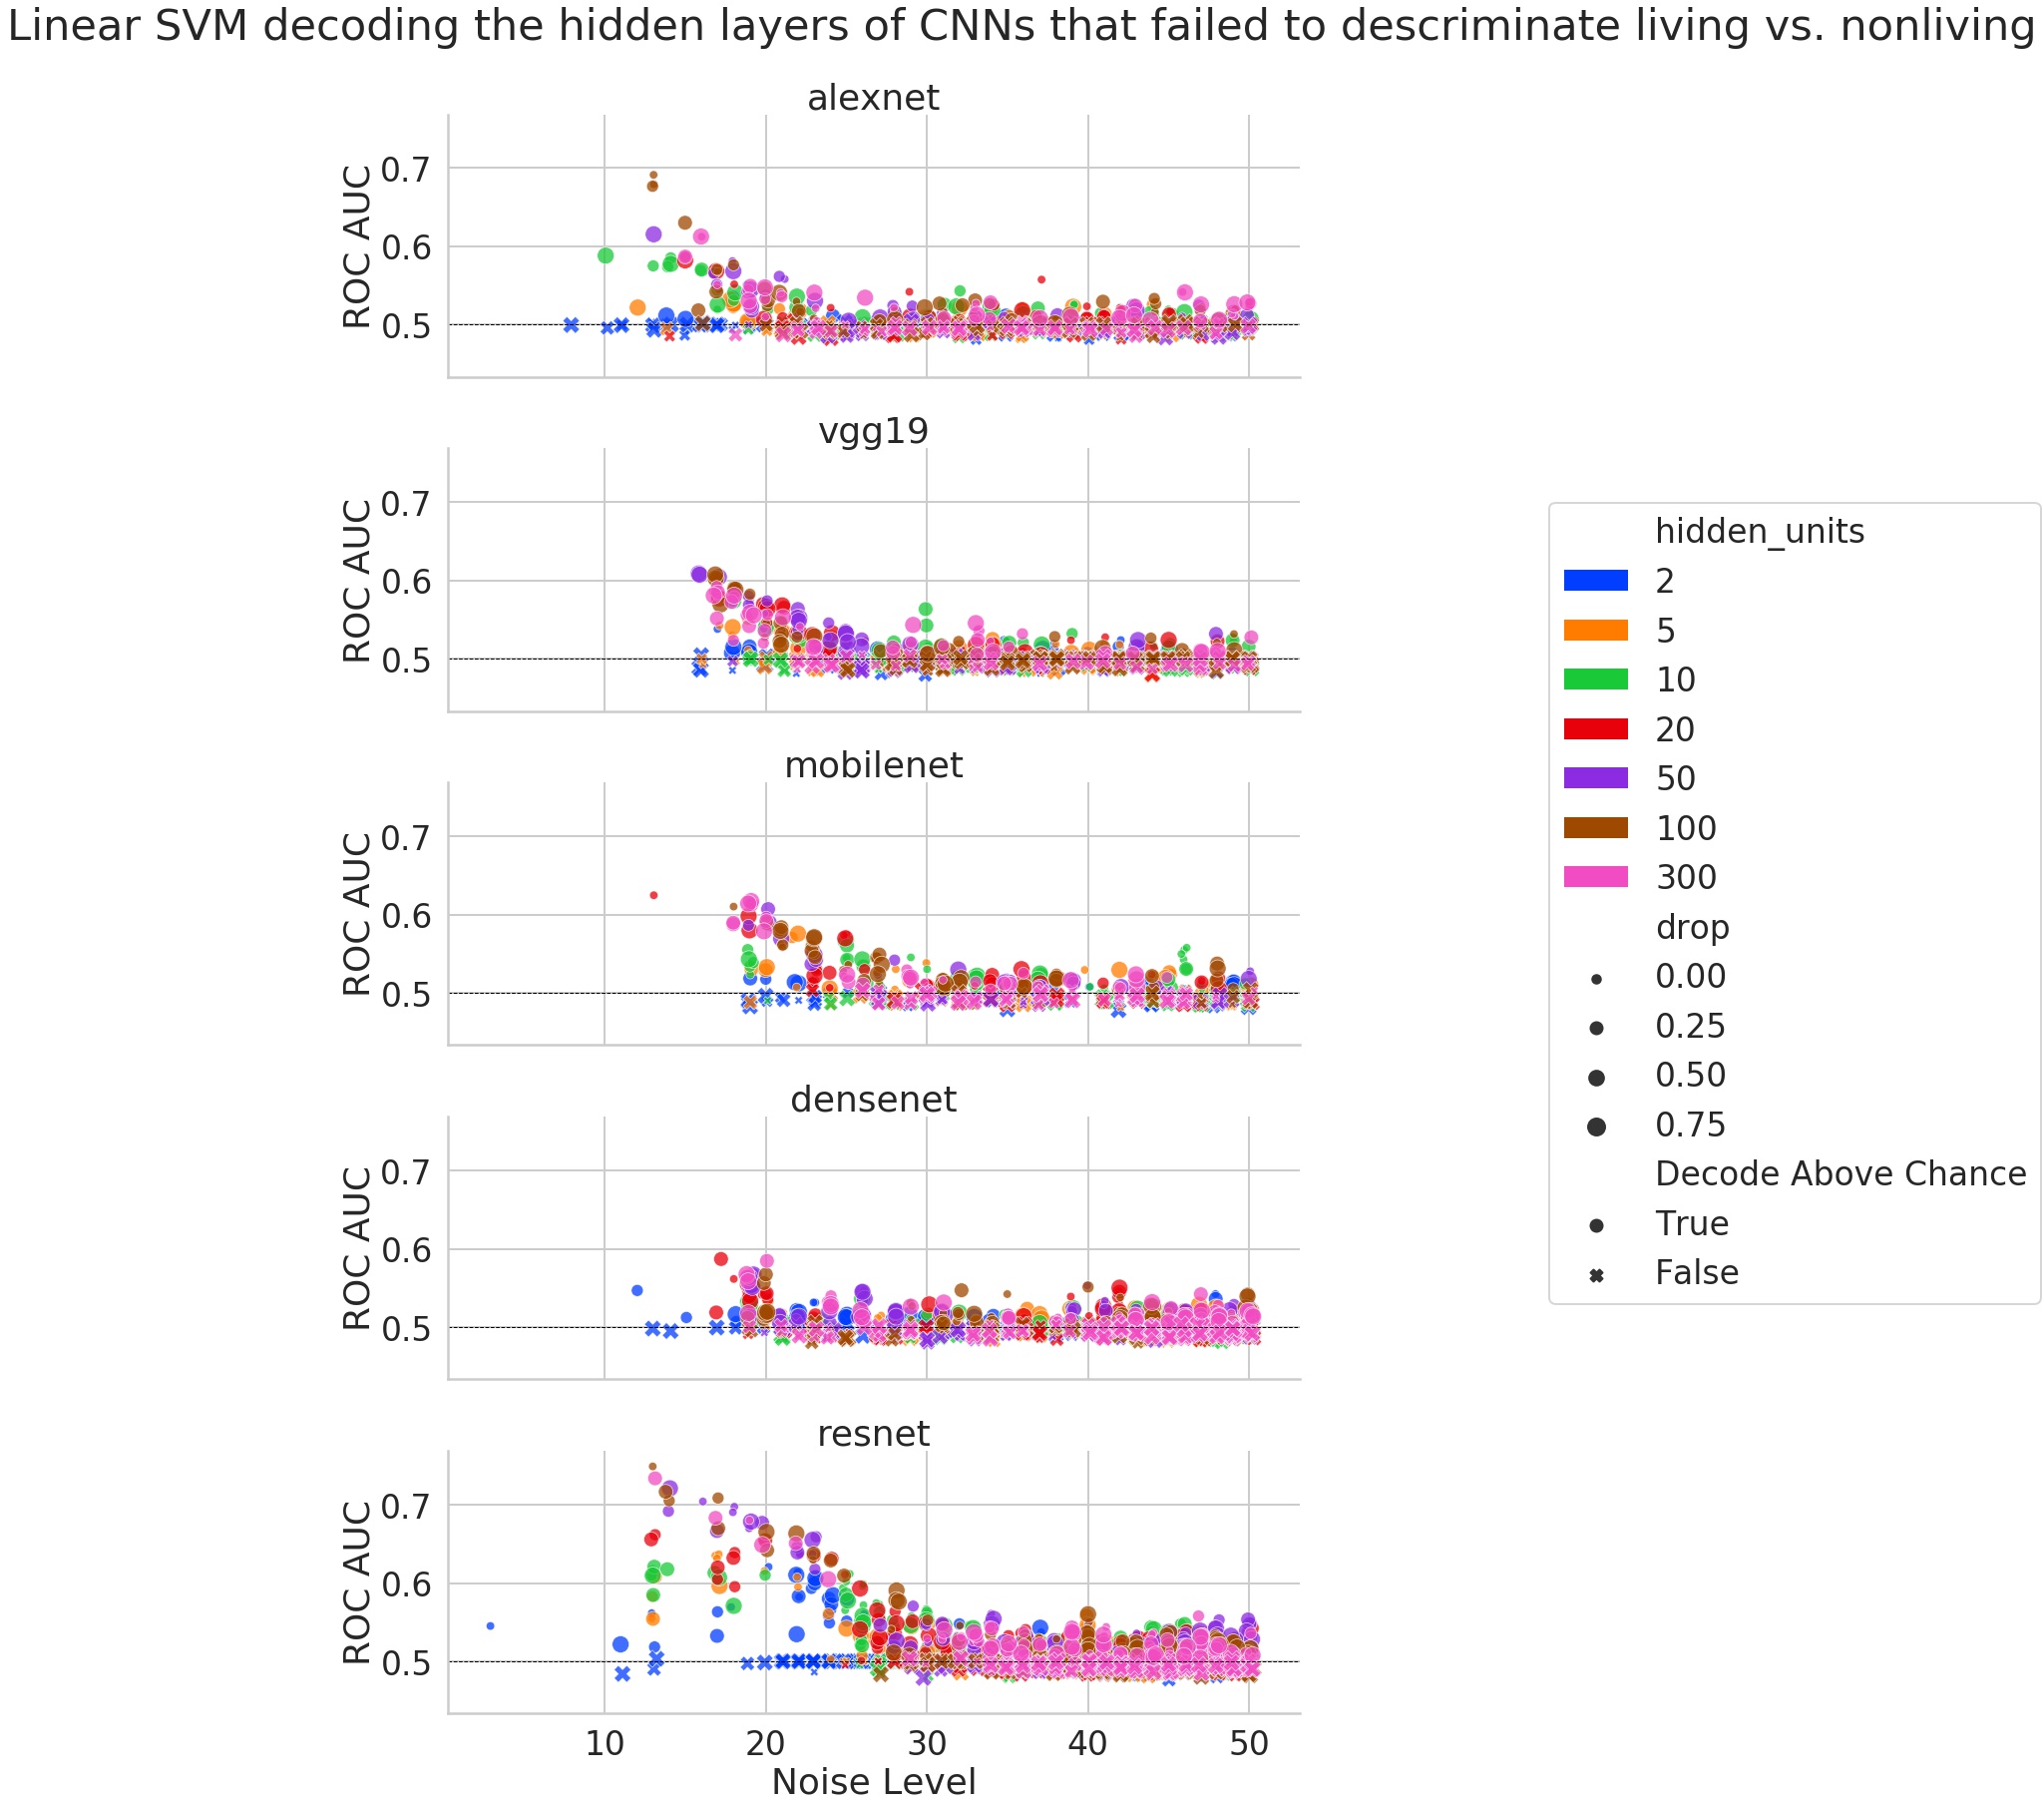 Linear SVM decoding the hidden layers of CNNs that failed to descriminate living vs. nonliving
alexnet
ROC AUC
0.7
0.6
0.5
vgg19
ROC AUC
0.7
0.6
0.5
mobilenet
ROC AUC
0.7
0.6
0.5
densenet
ROC AUC
0.7
0.6
0.5
resnet
ROC AUC
0.7
0.6
0.5
10 20 30 40 50
Noise Level
hidden_units
2
5
10
20
50
100
300
drop
0.00
0.25
0.50
0.75
Decode Above Chance
True
False